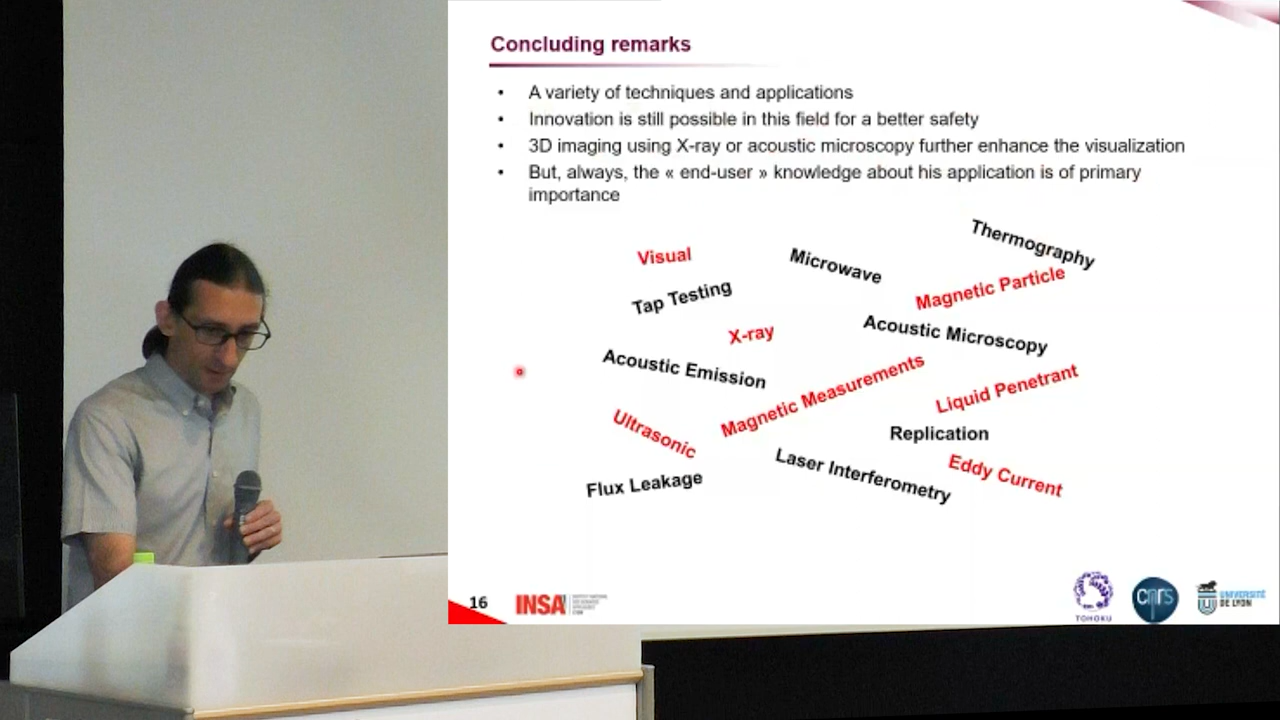 Concluding remarks
• A variety of techniques and applications
• Innovation is still possible in this field for a better safety
• 3D imaging using X-ray or acoustic microscopy further enhance the visualization
• But, always, the « end-user » knowledge about his application is of primary
importance
Thermography
Visual
Microwave
Magnetic Particle
Tap Testing
X-ray
Acoustic Microscopy
Acoustic Emission
Magnetic Measurements
Liquid Penetrant
Ultrasonic
Replication
Laser Interferometry
Eddy Current
Flux Leakage
16
INSA
TOHOKU
cnrs
UNIVERSITÉ
DE LYON